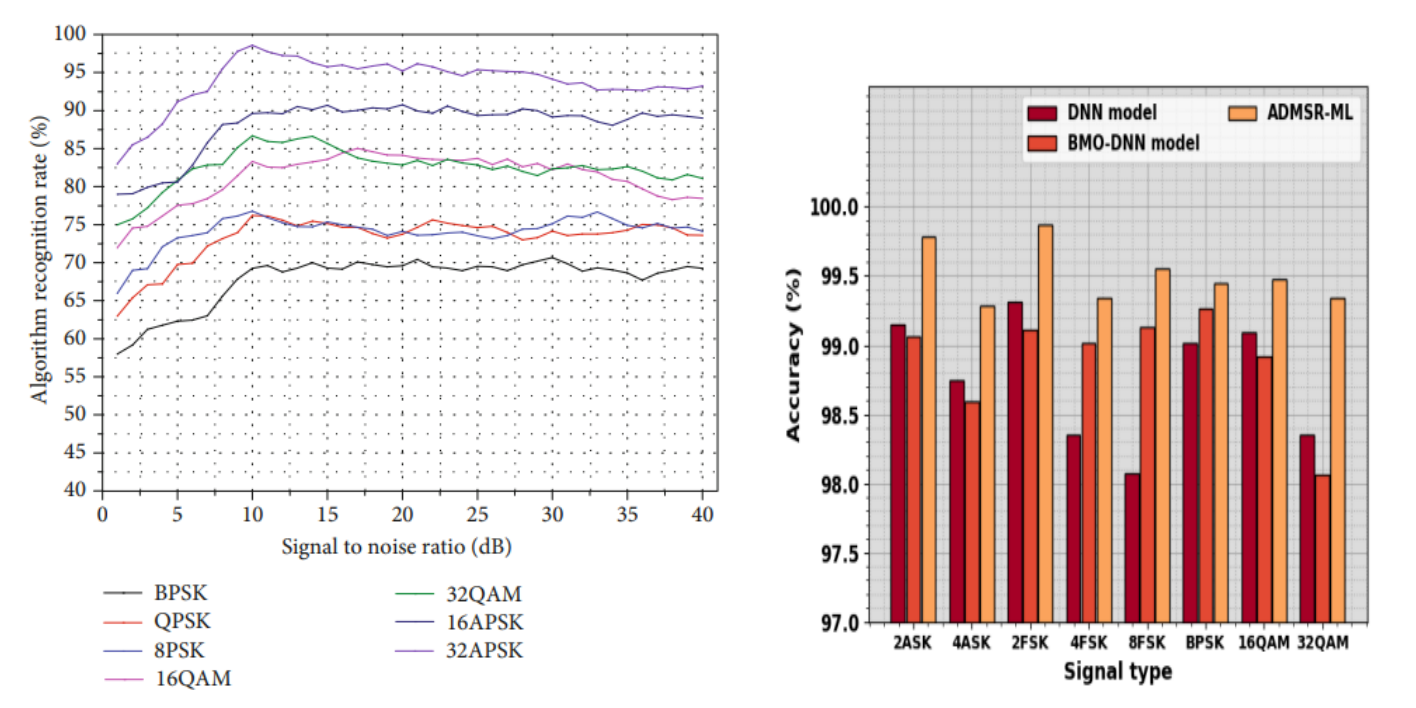 100
95
90
85
80
75
70
65
60
55
50
45
40
0 5 10 15 20 25 30 35 40
Algorithm recognition rate (%)
Signal to noise ratio (dB)
BPSK
QPSK
8PSK
16QAM
32QAM
16APSK
32APSK
DNN model
BMO-DNN model
ADMSR-ML
100.0
99.5
99.0
98.5
98.0
97.5
97.0
Accuracy (%)
2ASK 4ASK 2FSK 4FSK 8FSK BPSK 16QAM 32QAM
Signal type